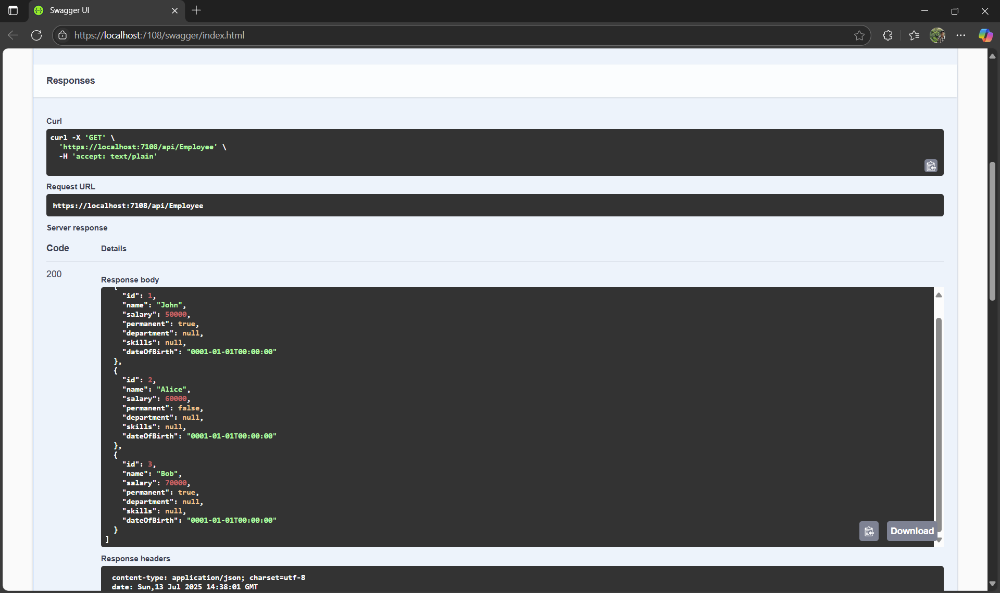 Swagger UI
https://localhost:7108/swagger/index.html
Responses
Curl
curl -X 'GET' \
  'https://localhost:7108/api/Employee' \
  -H 'accept: text/plain'
Request URL
https://localhost:7108/api/Employee
Server response
Code Details
200
Response body
  {
    "id": 1,
    "name": "John",
    "salary": 50000,
    "permanent": true,
    "department": null,
    "skills": null,
    "dateOfBirth": "0001-01-01T00:00:00"
  },
  {
    "id": 2,
    "name": "Alice",
    "salary": 60000,
    "permanent": false,
    "department": null,
    "skills": null,
    "dateOfBirth": "0001-01-01T00:00:00"
  },
  {
    "id": 3,
    "name": "Bob",
    "salary": 70000,
    "permanent": true,
    "department": null,
    "skills": null,
    "dateOfBirth": "0001-01-01T00:00:00"
  }
]
Download
Response headers
content-type: application/json; charset=utf-8
date: Sun,13 Jul 2025 14:38:01 GMT